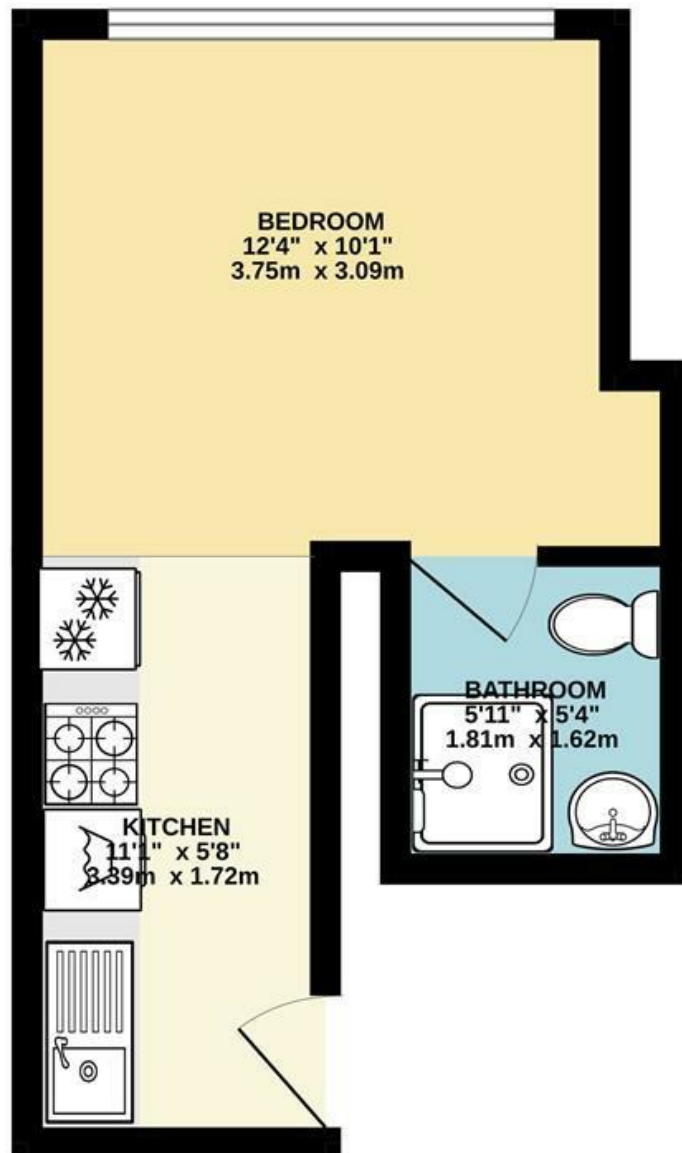 BEDROOM
12'4" x 10'1"
3.75m x 3.09m
BATHROOM
5'11" x 5'4"
1.81m x 1.62m
KITCHEN
11'1" x 5'8"
3.39m x 1.72m